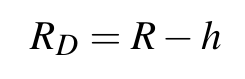 R_D = R − h